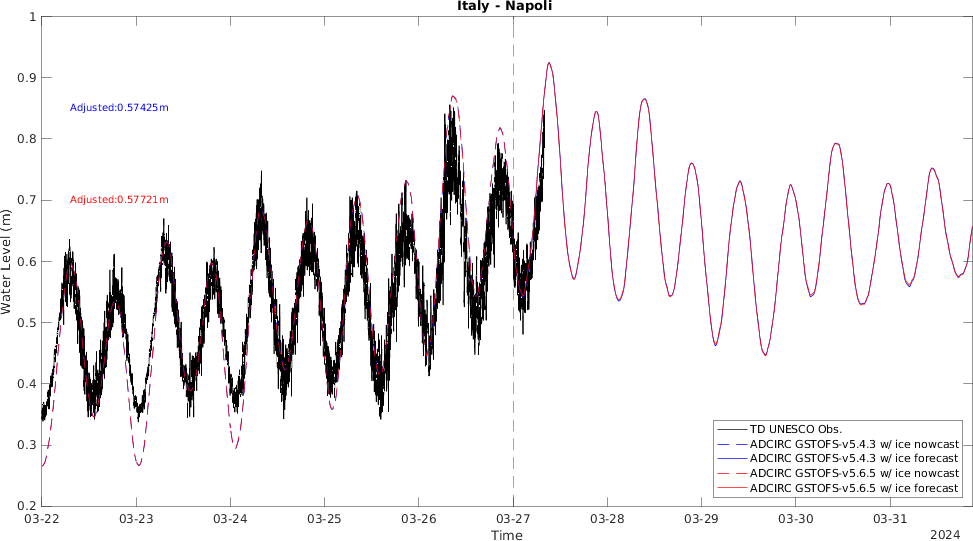 Italy - Napoli
1
0.9
0.8
0.7
0.6
0.5
0.4
0.3
0.2
Water Level (m)
Adjusted:0.57425m
Adjusted:0.57721m
TD UNESCO Obs.
ADCIRC GSTOFS-v5.4.3 w/ ice nowcast
ADCIRC GSTOFS-v5.4.3 w/ ice forecast
ADCIRC GSTOFS-v5.6.5 w/ ice nowcast
ADCIRC GSTOFS-v5.6.5 w/ ice forecast
03-22 03-23 03-24 03-25 03-26 03-27 03-28 03-29 03-30 03-31
Time
2024